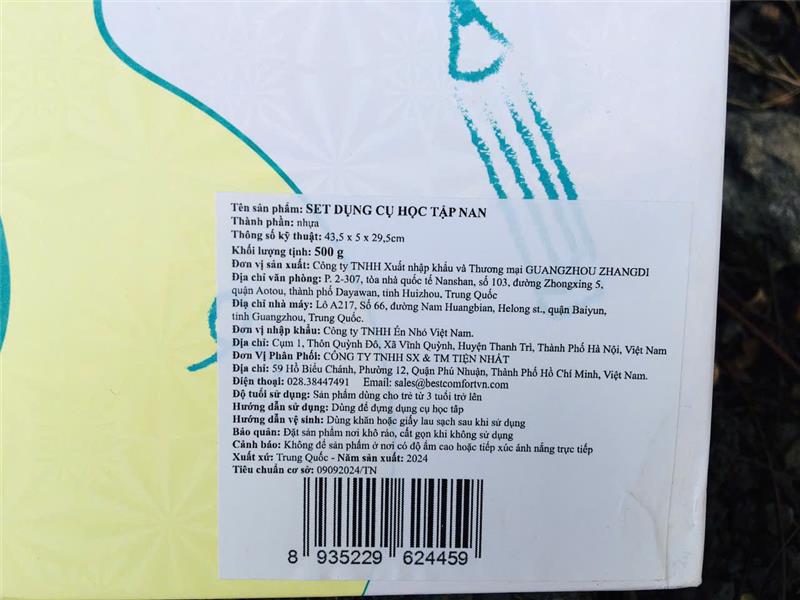 Tên sản phẩm: SET DỤNG CỤ HỌC TẬP NAN
Thành phần: nhựa
Thông số kỹ thuật: 43,5 x 5 x 29,5cm
Khối lượng tịnh: 500 g
Đơn vị sản xuất: Công ty TNHH Xuất nhập khẩu và Thương mại GUANGZHOU ZHANGDI
Địa chỉ văn phòng: P. 2-307, tòa nhà quốc tế Nanshan, số 103, đường Zhongxing 5,
quận Aotou, thành phố Dayawan, tỉnh Huizhou, Trung Quốc
Địa chỉ nhà máy: Lô A217, Số 66, đường Nam Huangbian, Helong st., quận Baiyun,
tỉnh Guangzhou, Trung Quốc.
Đơn vị nhập khẩu: Công ty TNHH Én Nhỏ Việt Nam.
Địa chỉ: Cụm 1, Thôn Quỳnh Đô, Xã Vĩnh Quỳnh, Huyện Thanh Trì, Thành Phố Hà Nội, Việt Nam
Đơn Vị Phân Phối: CÔNG TY TNHH SX & TM TIỆN NHẤT
Địa chỉ: 59 Hồ Biểu Chánh, Phường 12, Quận Phú Nhuận, Thành Phố Hồ Chí Minh, Việt Nam.
Điện thoại: 028.38447491 Email: sales@bestcomfortvn.com
Độ tuổi sử dụng: Sản phẩm dùng cho trẻ từ 3 tuổi trở lên
Hướng dẫn sử dụng: Dùng để đựng dụng cụ học tâp
Hướng dẫn vệ sinh: Dùng khăn hoặc giấy lau sạch sau khi sử dụng
Bảo quản: Đặt sản phẩm nơi khô ráo, cất gọn khi không sử dụng
Cảnh báo: Không để sản phẩm ở nơi có độ ẩm cao hoặc tiếp xúc ánh nắng trực tiếp
Xuất xứ: Trung Quốc - Năm sản xuất: 2024
Tiêu chuẩn cơ sở: 09092024/TN
8 935229 624459